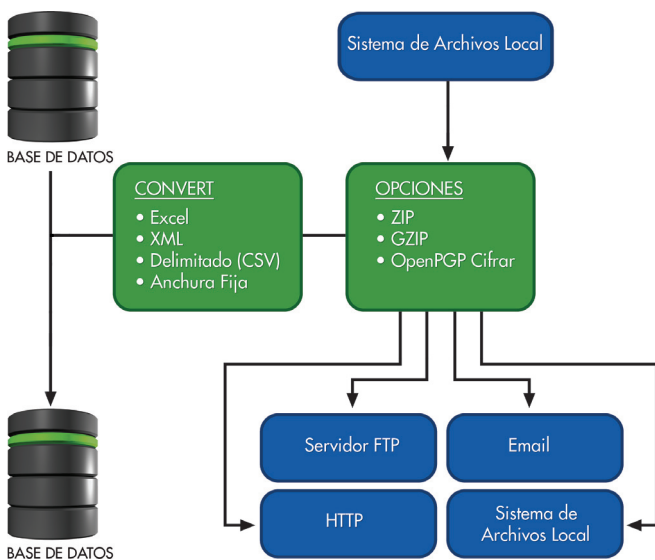 Sistema de Archivos Local
BASE DE DATOS
CONVERT
• Excel
• XML
• Delimitado (CSV)
• Anchura Fija
OPCIONES
• ZIP
• GZIP
• OpenPGP Cifrar
Servidor FTP
Email
HTTP
Sistema de
Archivos Local
BASE DE DATOS